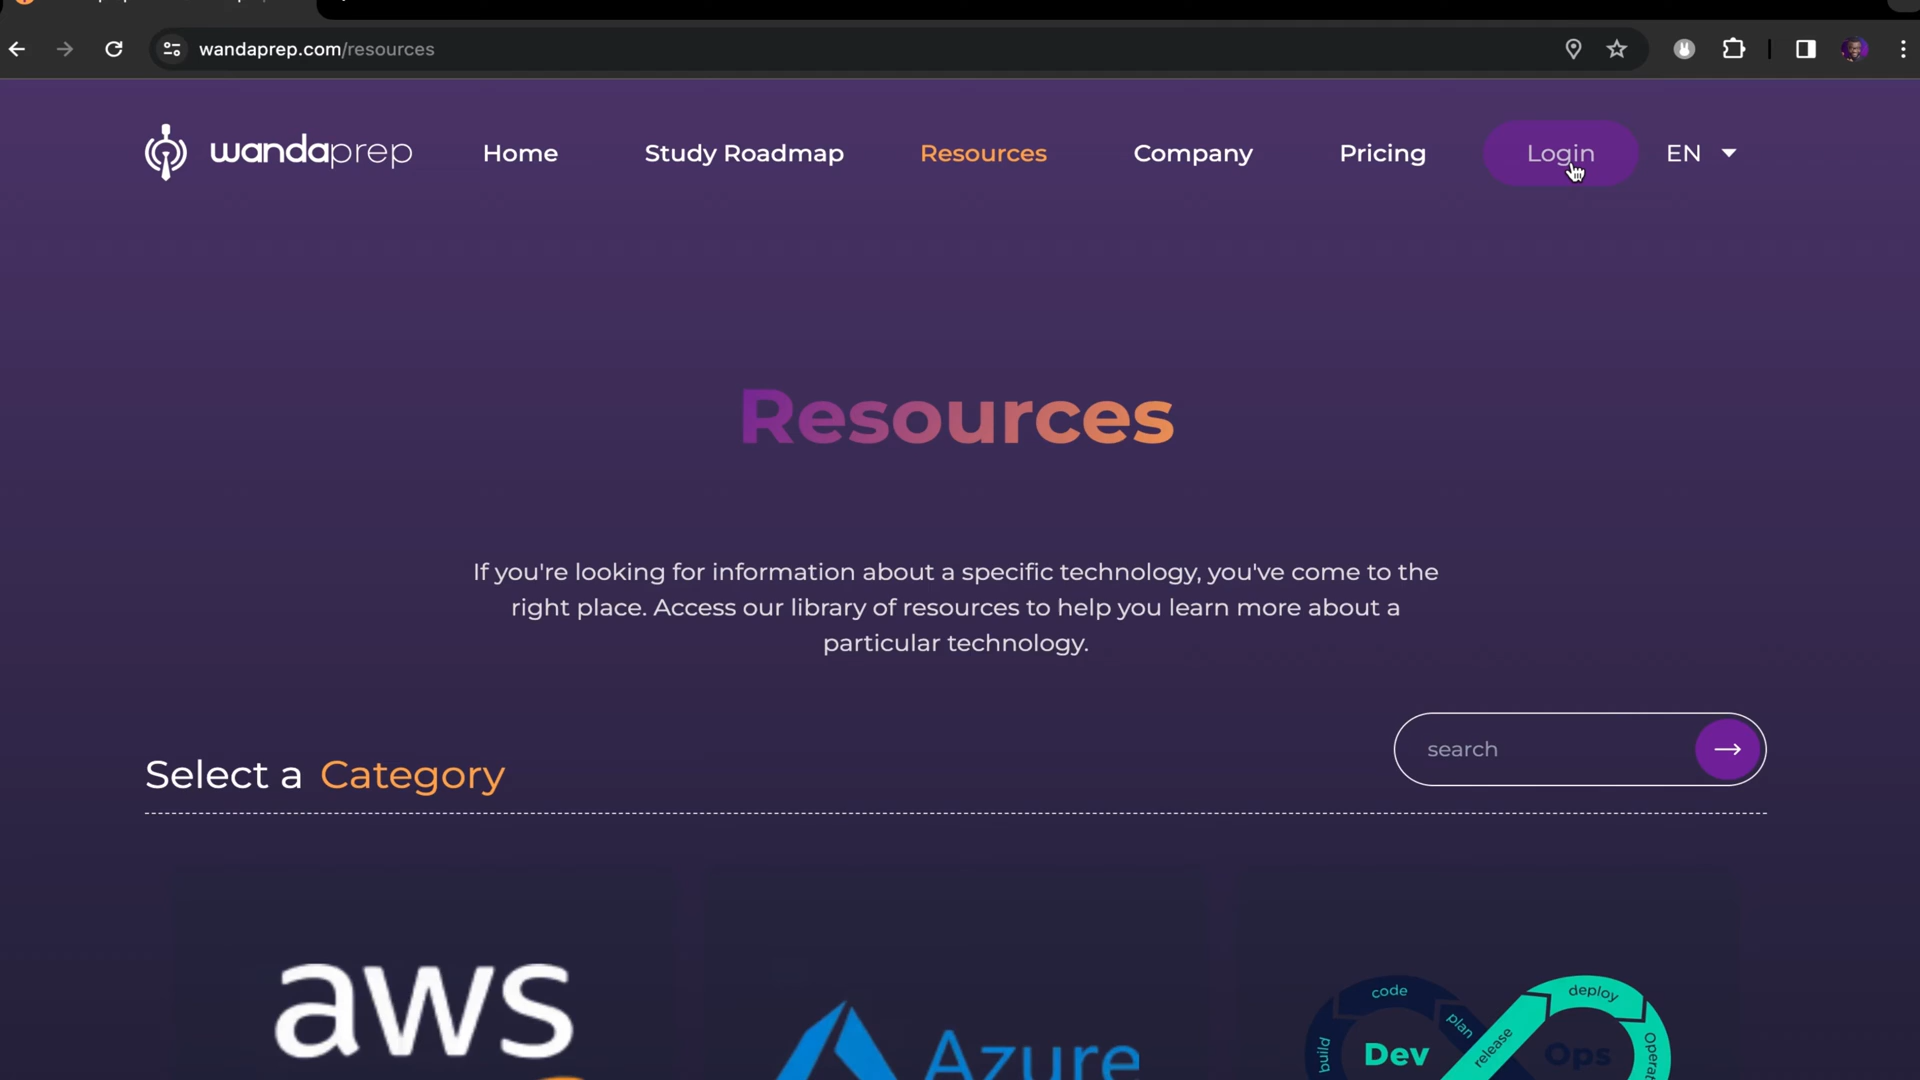 wandaprep.com/resources
wandaprep
Home
Study Roadmap
Resources
Company
Pricing
Login
EN
Resources
If you're looking for information about a specific technology, you've come to the
right place. Access our library of resources to help you learn more about a
particular technology.
search
Select a Category
aws
Azure
code
plan
build
Dev
release
deploy
Ops